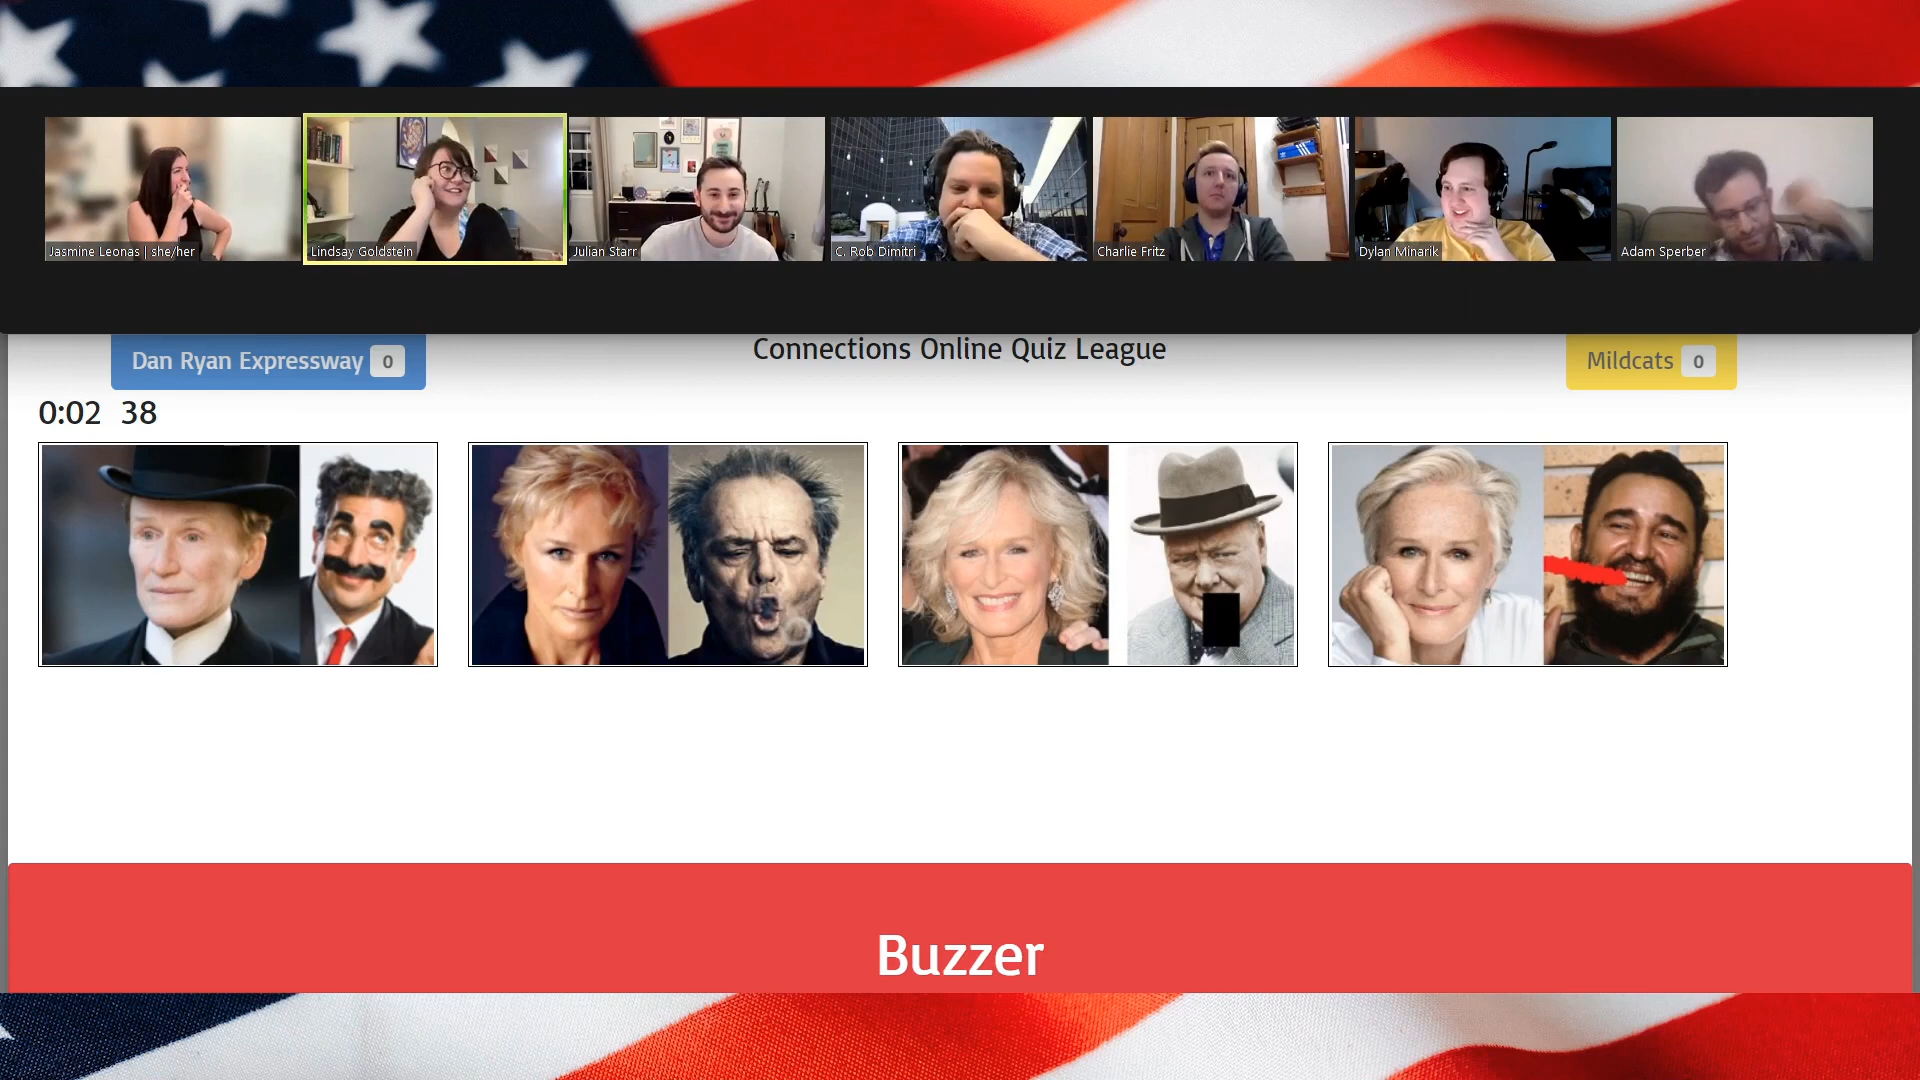 Jasmine Leonas | she/her
Lindsay Goldstein
Julian Starr
C. Rob Dimitri
Charlie Fritz
Dylan Minarik
Adam Sperber
Dan Ryan Expressway 0
Connections Online Quiz League
Mildcats 0
0:02 38
Buzzer